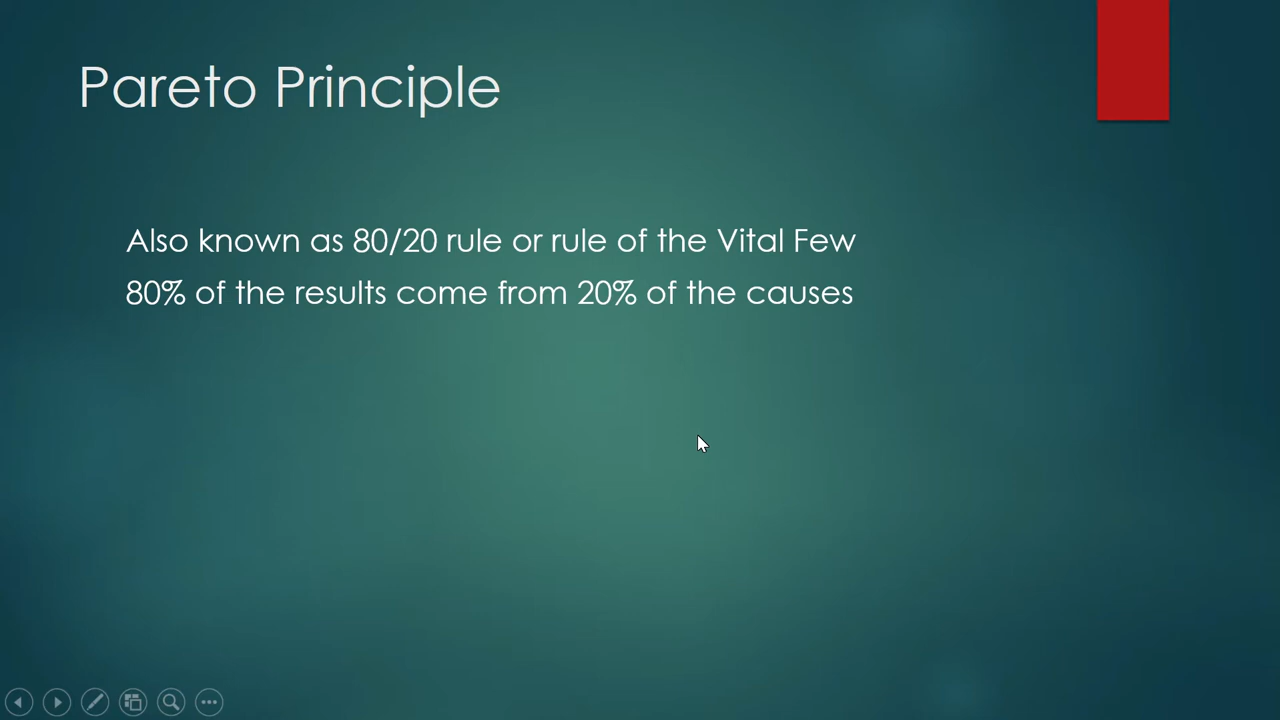 Pareto Principle
Also known as 80/20 rule or rule of the Vital Few
80% of the results come from 20% of the causes